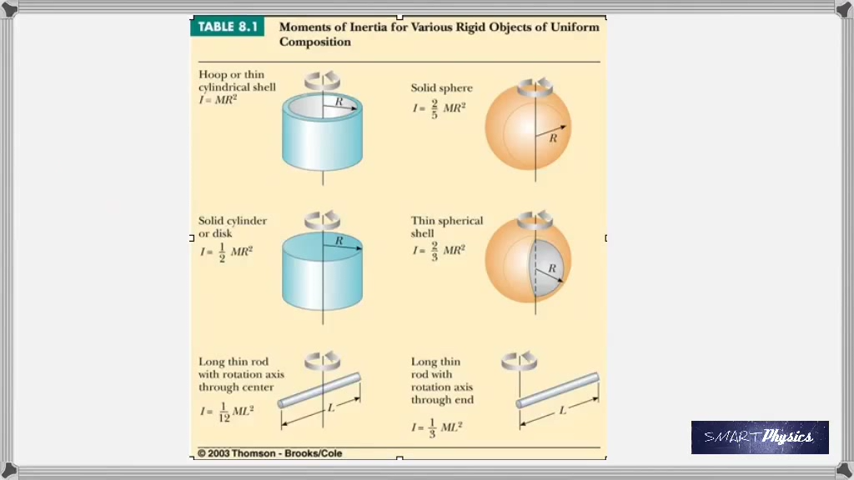 TABLE 8.1
Moments of Inertia for Various Rigid Objects of Uniform
Composition
Hoop or thin
cylindrical shell
I = MR²
R
Solid sphere
I = 2/5 MR²
R
Solid cylinder
or disk
I = 1/2 MR²
R
Thin spherical
shell
I = 2/3 MR²
R
Long thin rod
with rotation axis
through center
I = 1/12 ML²
L
Long thin
rod with
rotation axis
through end
I = 1/3 ML²
L
© 2003 Thomson - Brooks/Cole
SMART Physics